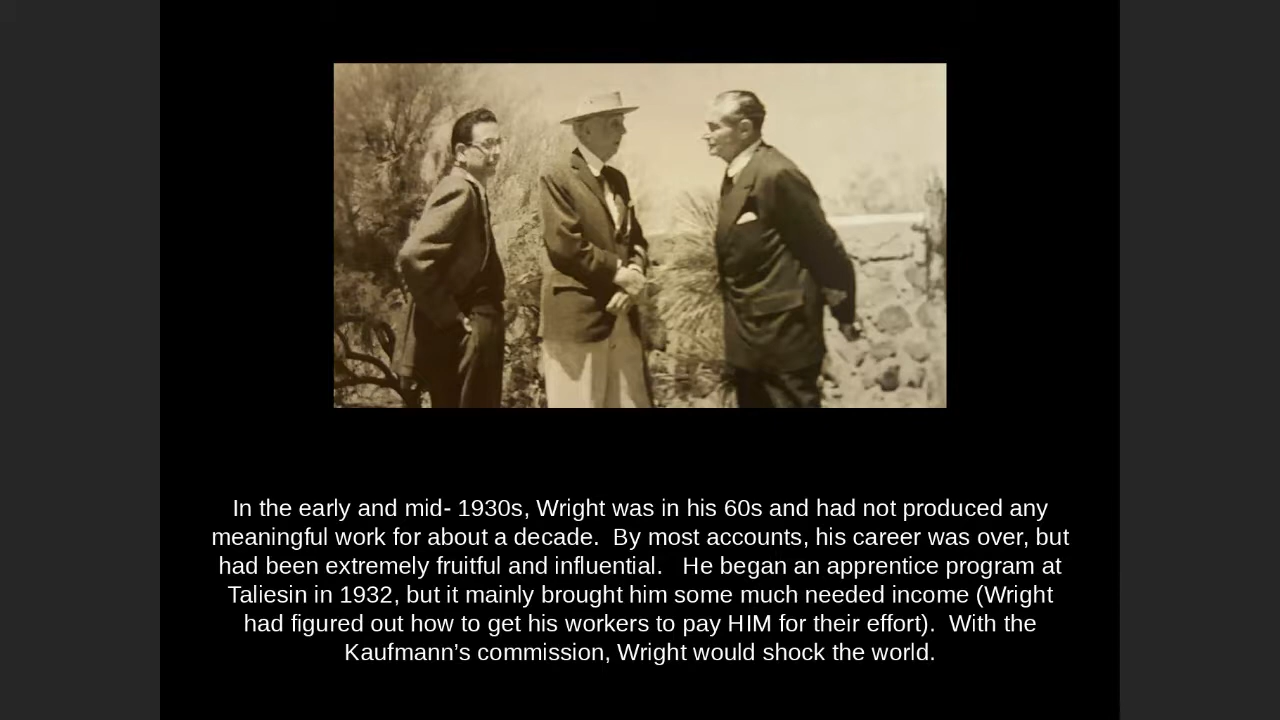 In the early and mid- 1930s, Wright was in his 60s and had not produced any
meaningful work for about a decade.  By most accounts, his career was over, but
had been extremely fruitful and influential.   He began an apprentice program at
Taliesin in 1932, but it mainly brought him some much needed income (Wright
had figured out how to get his workers to pay HIM for their effort).  With the
Kaufmann’s commission, Wright would shock the world.